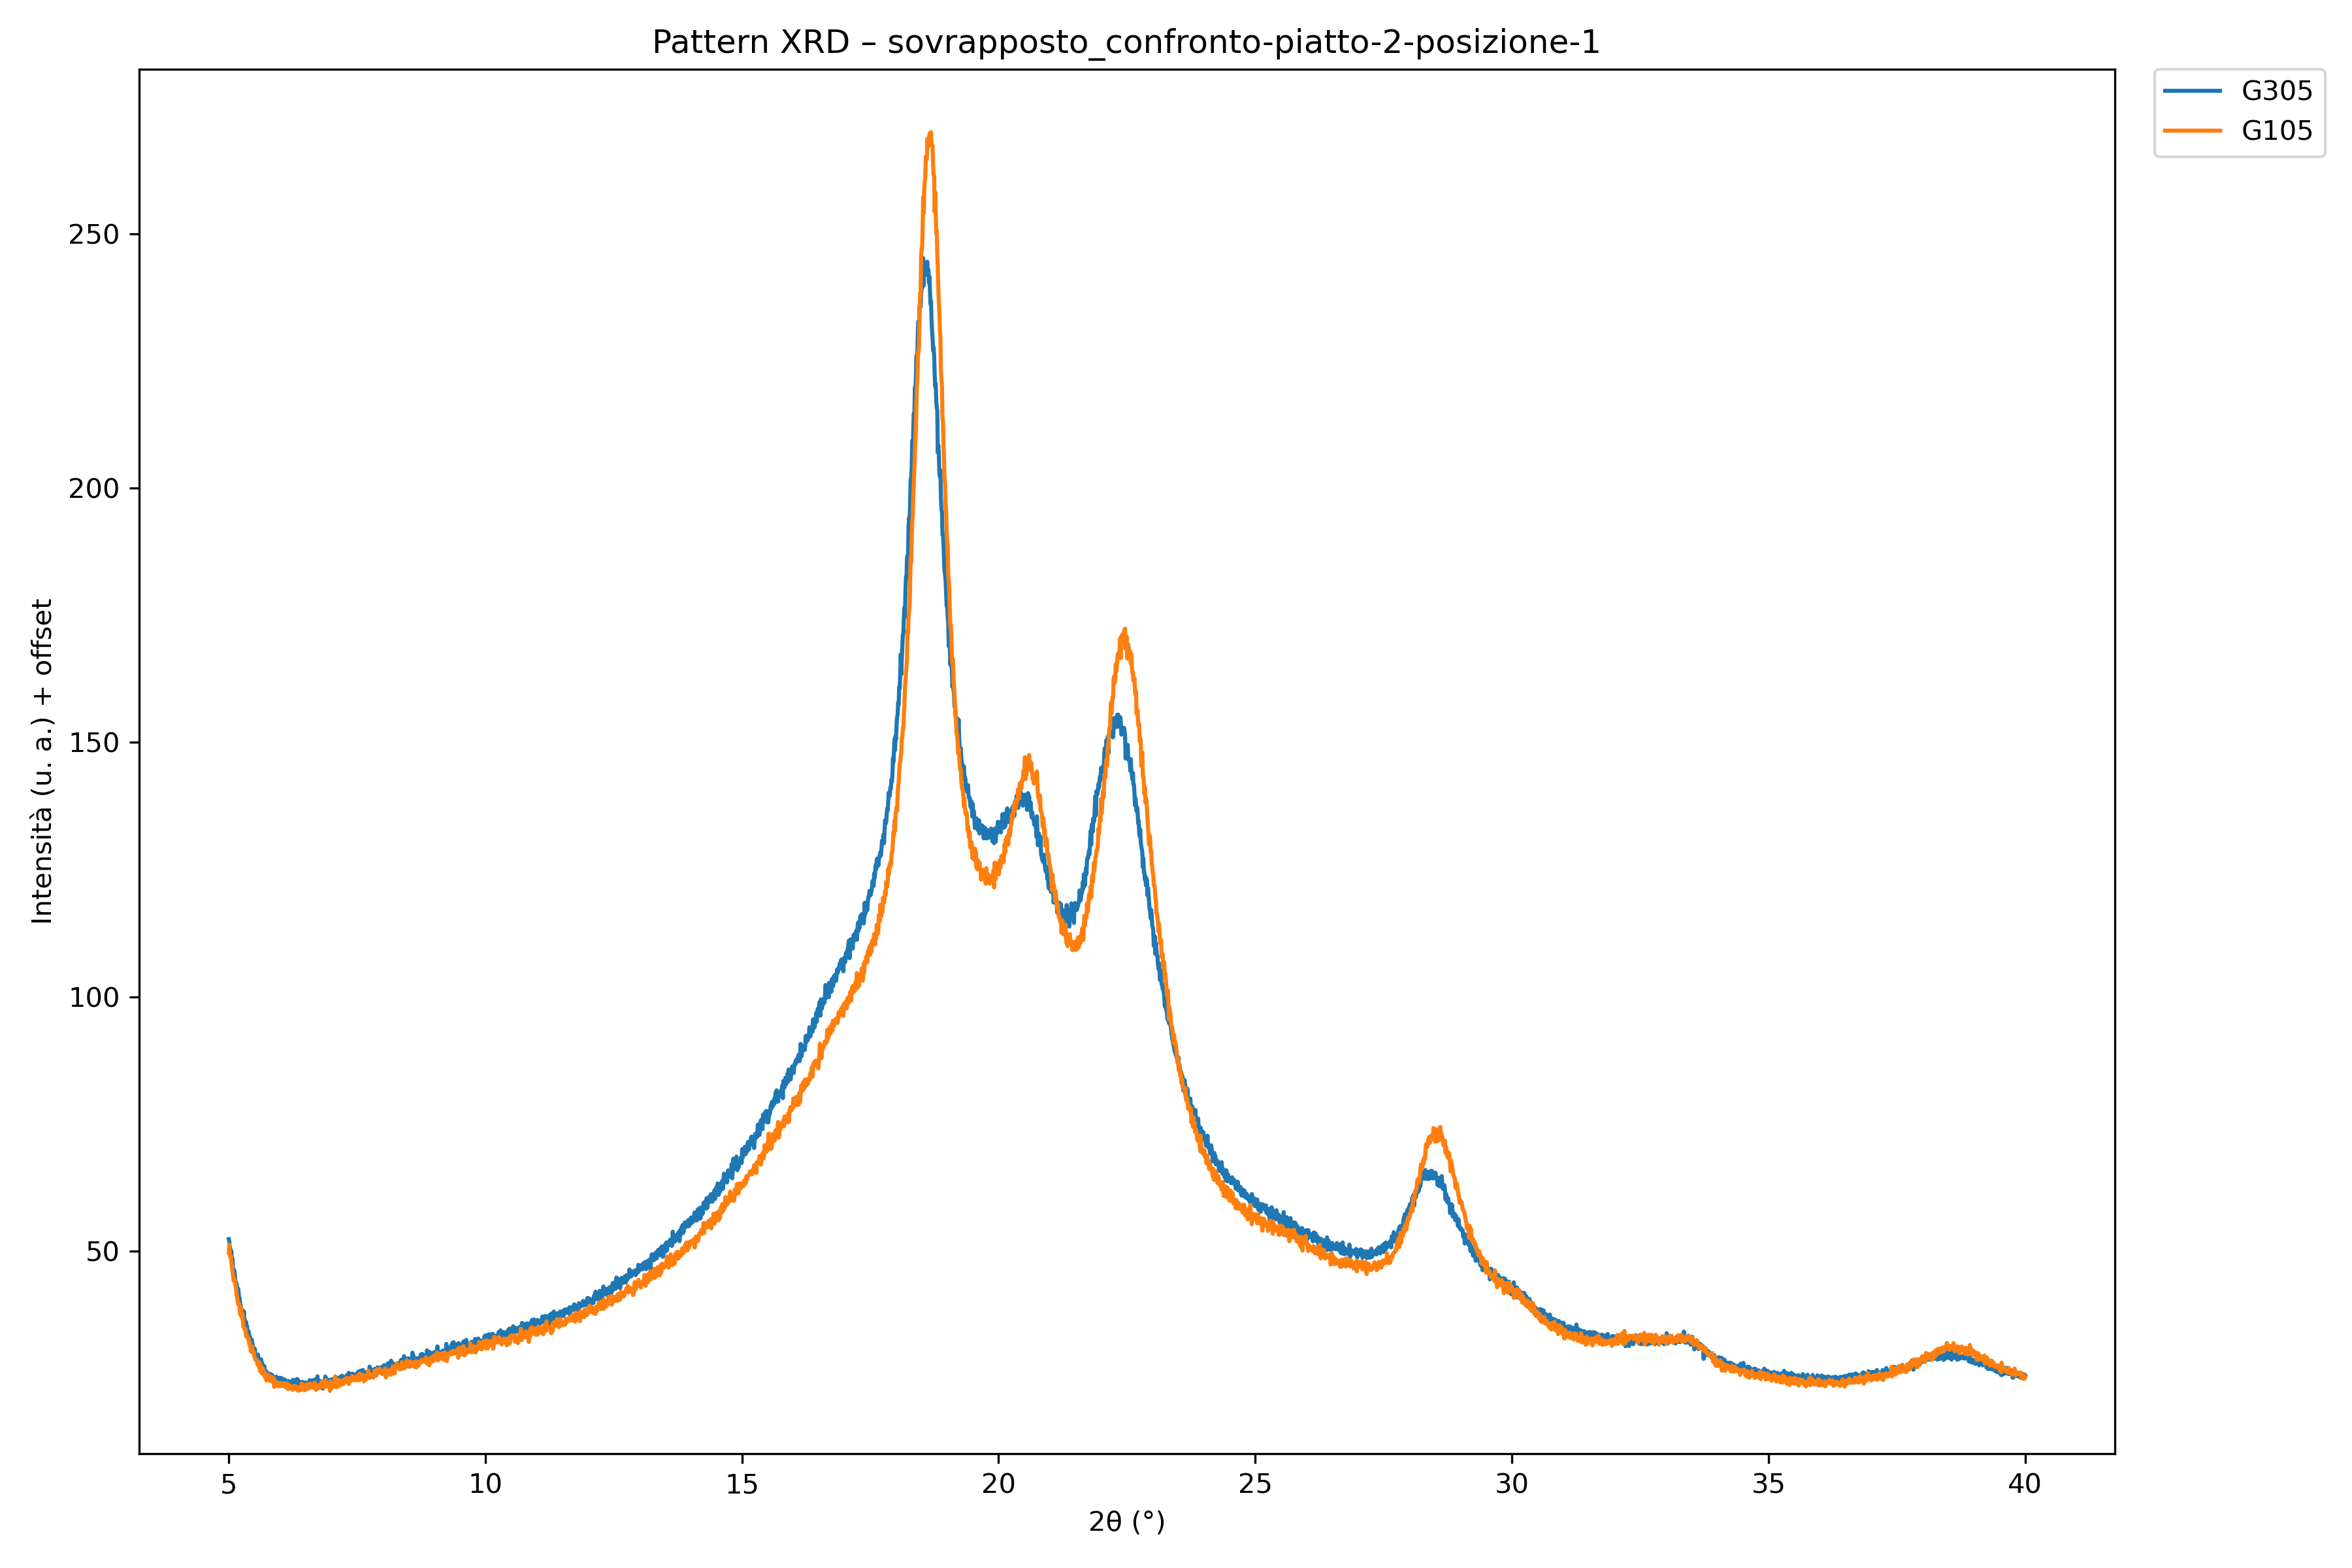 Pattern XRD – sovrapposto_confronto-piatto-2-posizione-1
G305
G105
Intensità (u. a.) + offset
250
200
150
100
50
5 10 15 20 25 30 35 40
2θ (°)